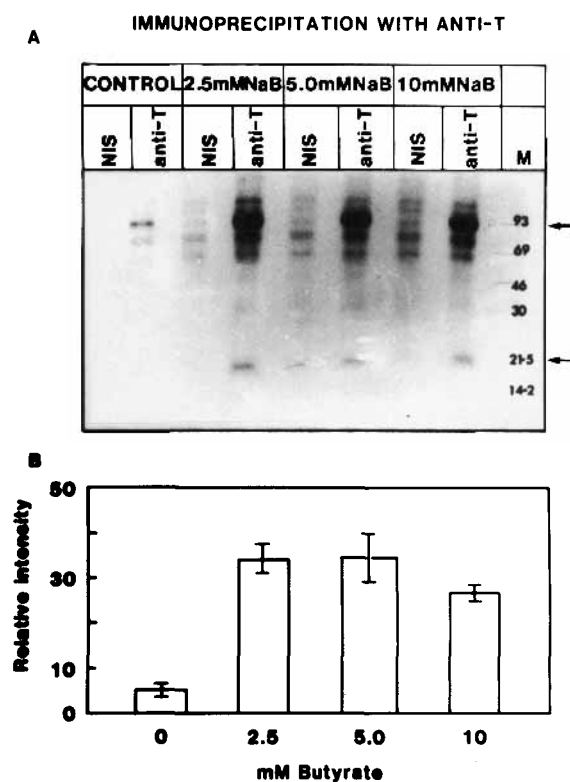 IMMUNOPRECIPITATION WITH ANTI-T
A
CONTROL 2.5mMNaB 5.0mMNaB 10mMNaB
NIS anti-T NIS anti-T NIS anti-T NIS anti-T M
93
69
46
30
21·5
14·2
B
50
30
10
0
Relative intensity
0 2.5 5.0 10
mM Butyrate